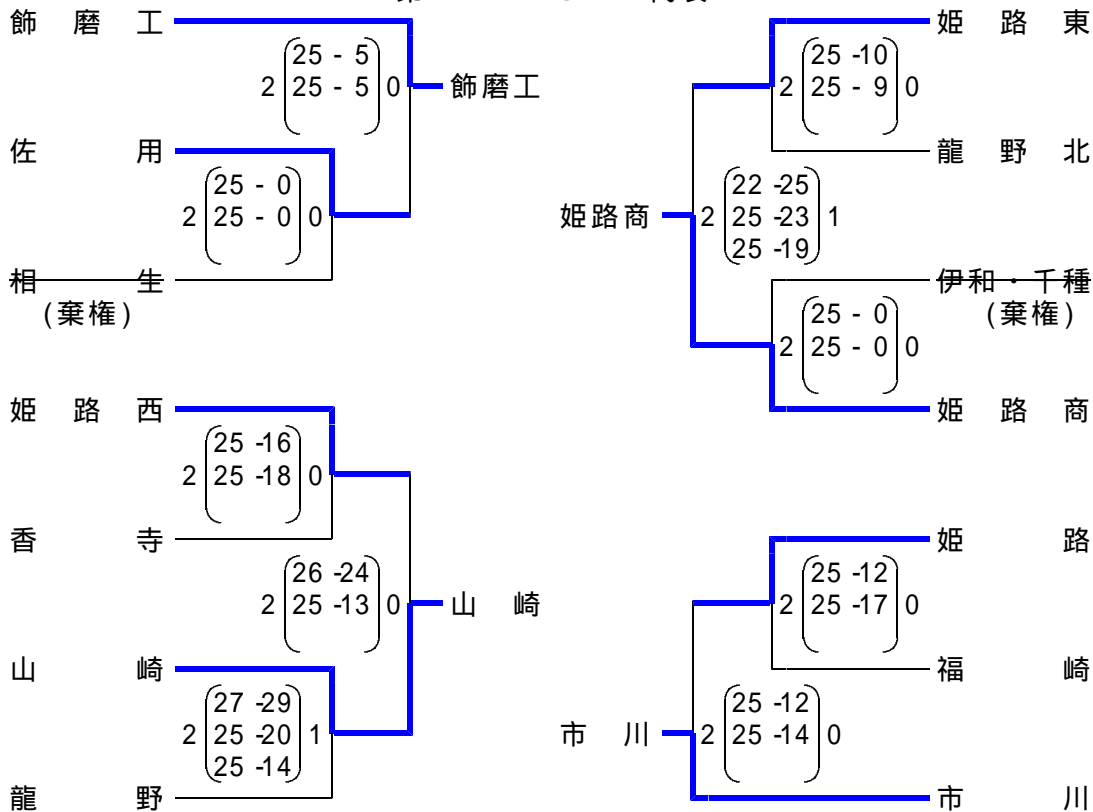 飾磨工 姫路東
25 - 5 25 -10
2 25 - 5 0 飾磨工 2 25 - 9 0
佐用 龍野北
25 - 0 22 -25
2 25 - 0 0 姫路商 2 25 -23 1
25 -19
相生 伊和・千種
(棄権) 25 - 0 (棄権)
2 25 - 0 0
姫路西 姫路商
25 -16
2 25 -18 0
香寺 姫路
26 -24 25 -12
2 25 -13 0 山崎 2 25 -17 0
山崎 福崎
27 -29 25 -12
2 25 -20 1 市川 2 25 -14 0
25 -14
龍野 市川